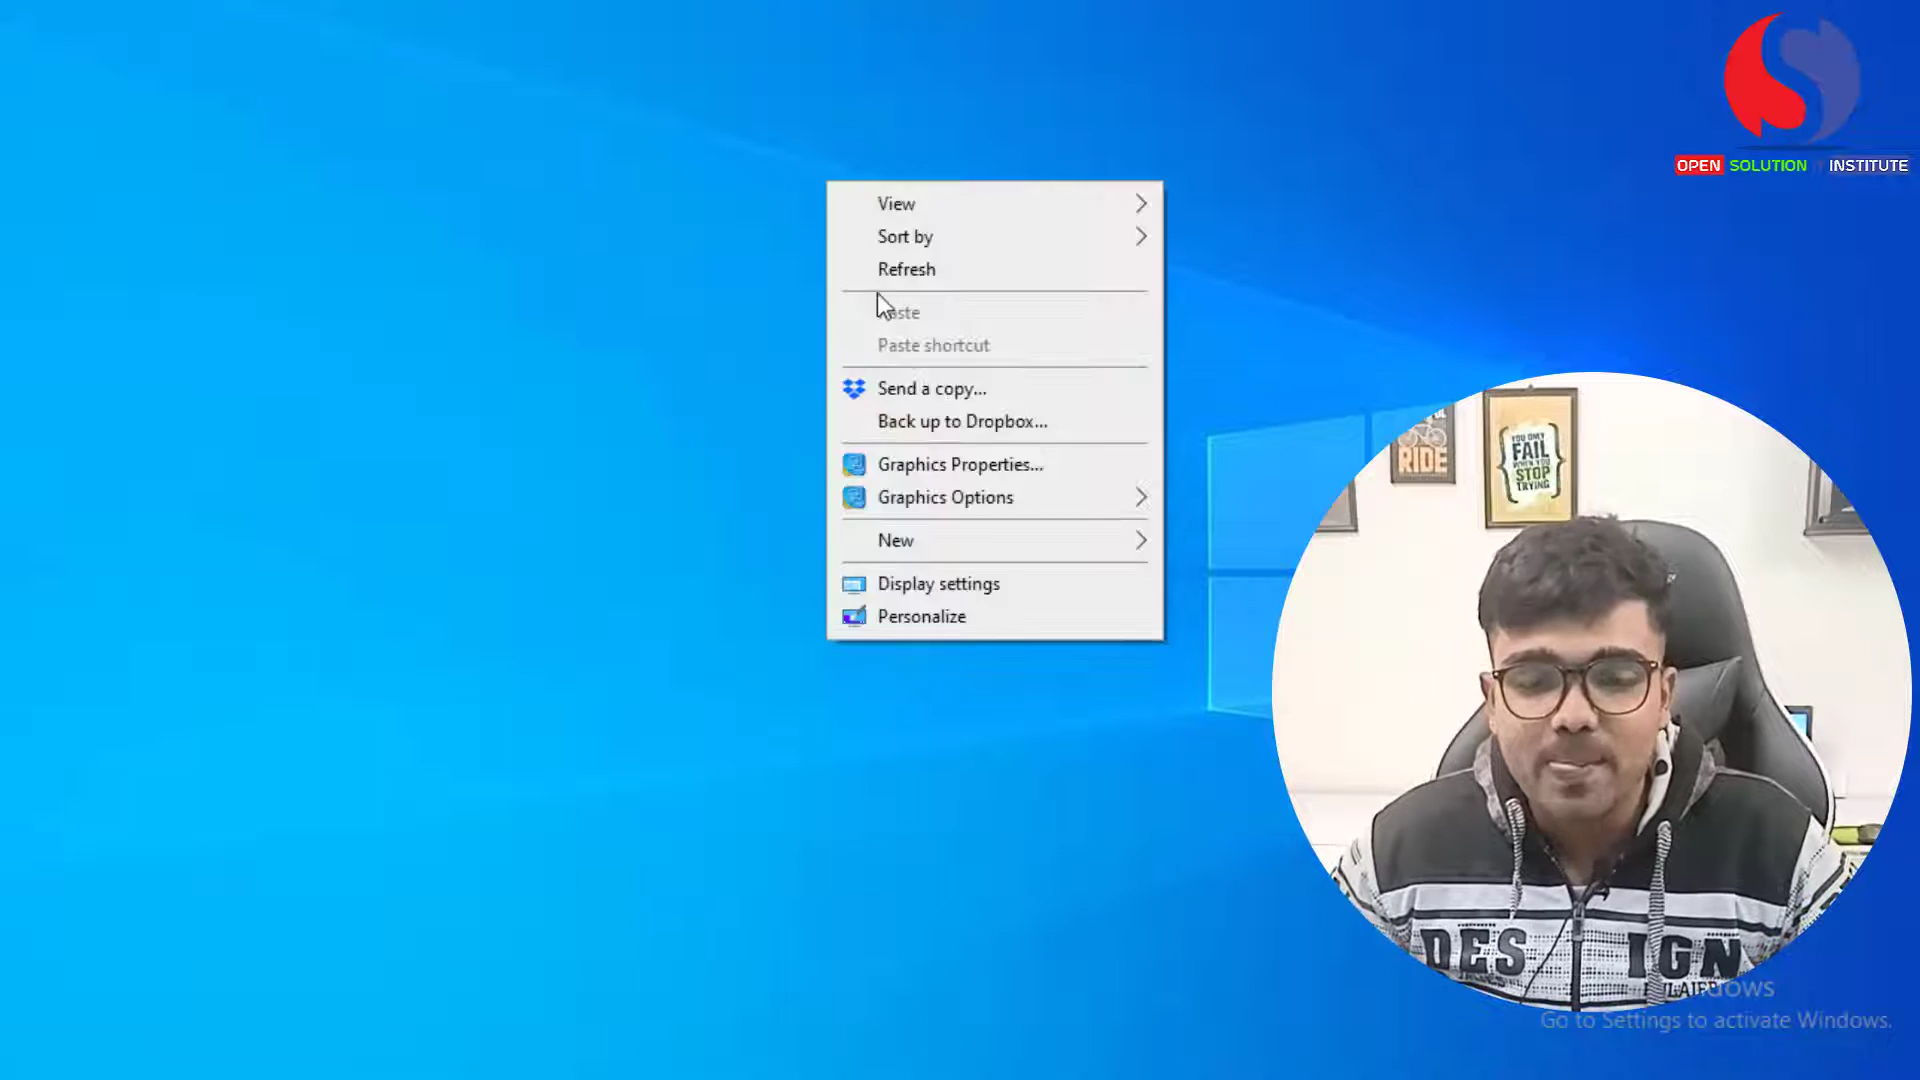 OPEN SOLUTION IT INSTITUTE
View
Sort by
Refresh
Paste shortcut
Send a copy...
Back up to Dropbox...
Graphics Properties...
Graphics Options
New
Display settings
Personalize
RIDE
YOU ONLY
FAIL
WHEN YOU
STOP
TRYING
DES IGN
Go to Settings to activate Windows.